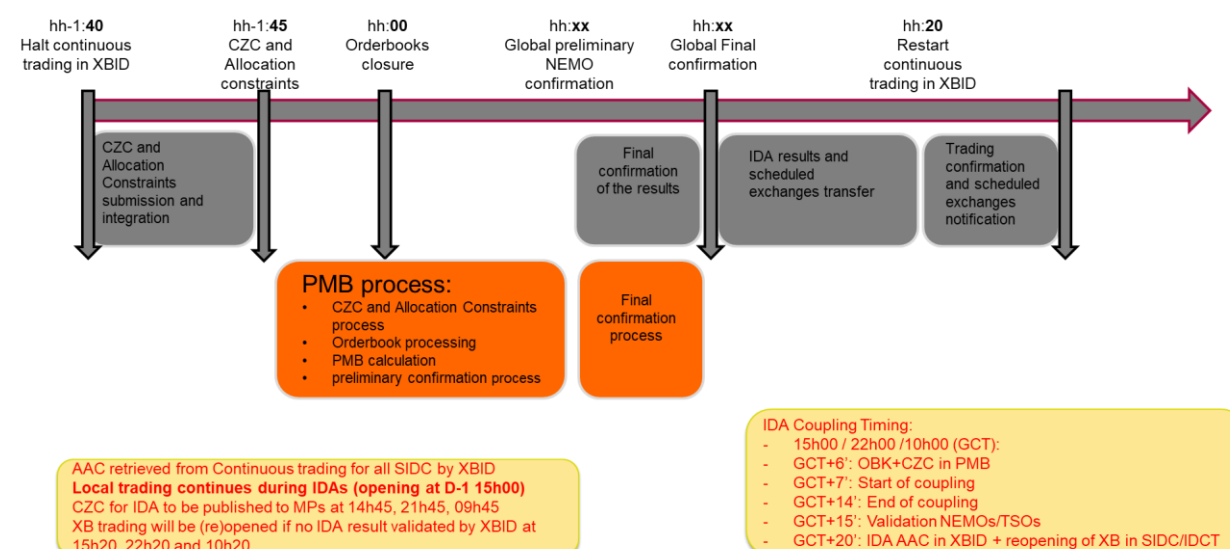 hh-1:40
Halt continuous
trading in XBID
hh-1:45
CZC and
Allocation
constraints
hh:00
Orderbooks
closure
hh:xx
Global preliminary
NEMO
confirmation
hh:xx
Global Final
confirmation
hh:20
Restart
continuous
trading in XBID
CZC and
Allocation
Constraints
submission and
integration
Final
confirmation
of the results
IDA results and
scheduled
exchanges transfer
Trading
confirmation
and scheduled
exchanges
notification
PMB process:
• CZC and Allocation Constraints
process
• Orderbook processing
• PMB calculation
• preliminary confirmation process
Final
confirmation
process
AAC retrieved from Continuous trading for all SIDC by XBID
Local trading continues during IDAs (opening at D-1 15h00)
CZC for IDA to be published to MPs at 14h45, 21h45, 09h45
XB trading will be (re)opened if no IDA result validated by XBID at
15h20, 22h20 and 10h20
IDA Coupling Timing:
- 15h00 / 22h00 /10h00 (GCT):
- GCT+6': OBK+CZC in PMB
- GCT+7': Start of coupling
- GCT+14': End of coupling
- GCT+15': Validation NEMOs/TSOs
- GCT+20': IDA AAC in XBID + reopening of XB in SIDC/IDCT